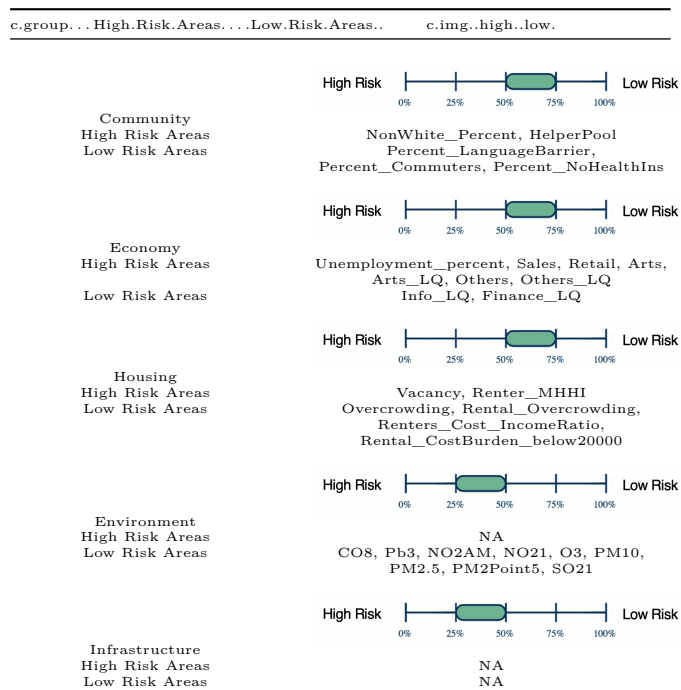 c.group...High.Risk.Areas....Low.Risk.Areas.. c.img..high..low.
High Risk Low Risk
0% 25% 50% 75% 100%
Community
High Risk Areas NonWhite_Percent, HelperPool
Low Risk Areas Percent_LanguageBarrier,
Percent_Commuters, Percent_NoHealthIns
High Risk Low Risk
0% 25% 50% 75% 100%
Economy
High Risk Areas Unemployment_percent, Sales, Retail, Arts,
Arts_LQ, Others, Others_LQ
Low Risk Areas Info_LQ, Finance_LQ
High Risk Low Risk
0% 25% 50% 75% 100%
Housing
High Risk Areas Vacancy, Renter_MHHI
Low Risk Areas Overcrowding, Rental_Overcrowding,
Renters_Cost_IncomeRatio,
Rental_CostBurden_below20000
High Risk Low Risk
0% 25% 50% 75% 100%
Environment
High Risk Areas NA
Low Risk Areas CO8, Pb3, NO2AM, NO21, O3, PM10,
PM2.5, PM2Point5, SO21
High Risk Low Risk
0% 25% 50% 75% 100%
Infrastructure
High Risk Areas NA
Low Risk Areas NA